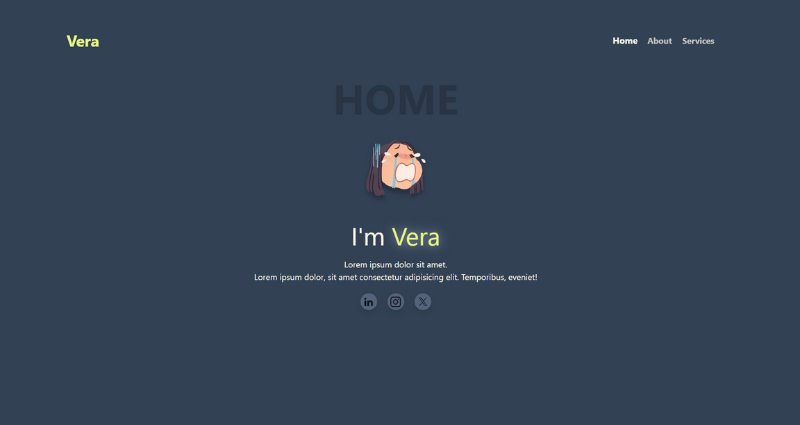 Vera
Home About Services
HOME
I'm Vera
Lorem ipsum dolor sit amet.
Lorem ipsum dolor, sit amet consectetur adipisicing elit. Temporibus, eveniet!
in
X